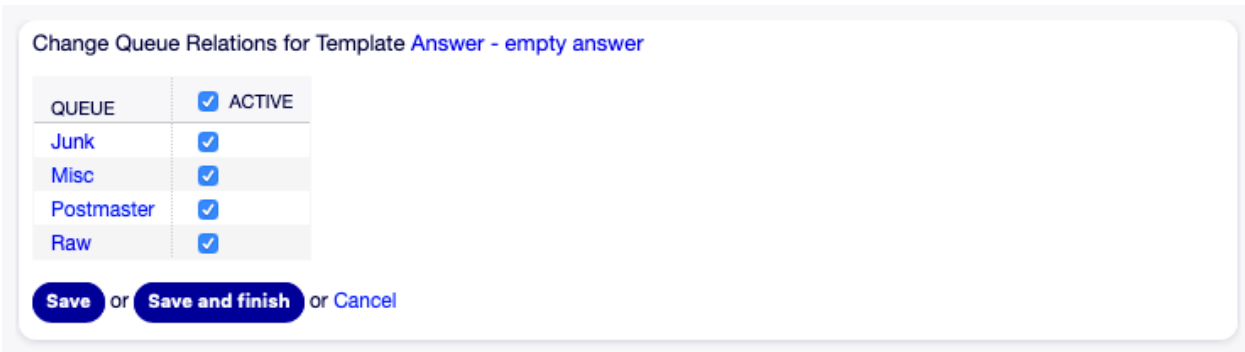 Change Queue Relations for Template Answer - empty answer
QUEUE ACTIVE
Junk
Misc
Postmaster
Raw
Save or Save and finish or Cancel